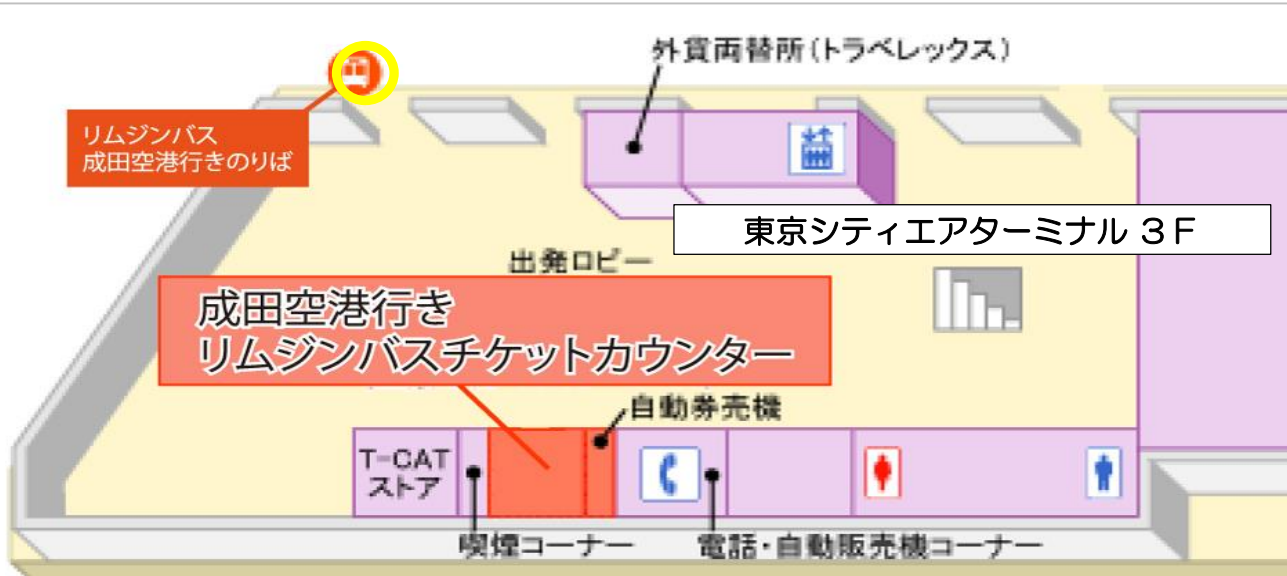 外貨両替所(トラベレックス)
リムジンバス
成田空港行きのりば
東京シティエアターミナル 3F
出発ロビー
成田空港行き
リムジンバスチケットカウンター
自動券売機
T-CAT
ストア
喫煙コーナー
電話・自動販売機コーナー